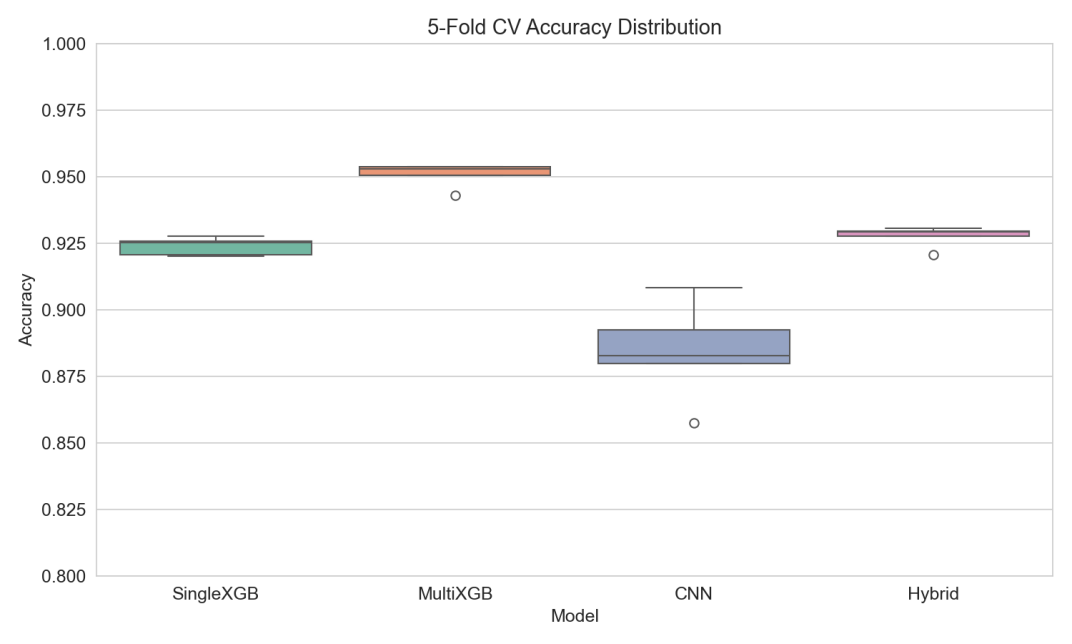 5-Fold CV Accuracy Distribution
1.000
0.975
0.950
0.925
0.900
0.875
0.850
0.825
0.800
Accuracy
SingleXGB MultiXGB CNN Hybrid
Model